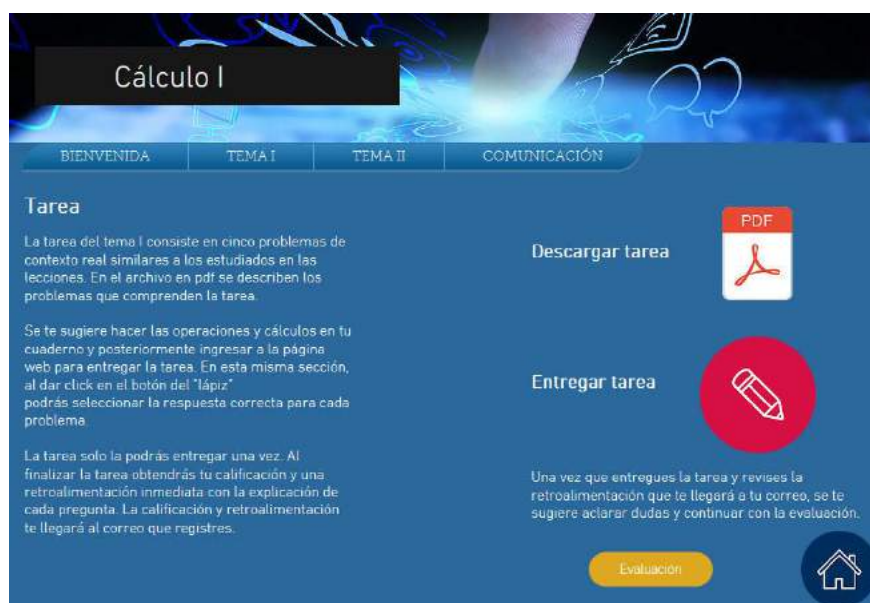 Cálculo I
BIENVENIDA
TEMA I
TEMA II
COMUNICACIÓN
Tarea
La tarea del tema I consiste en cinco problemas de
contexto real similares a los estudiados en las
lecciones. En el archivo en pdf se describen los
problemas que comprenden la tarea.
Se te sugiere hacer las operaciones y cálculos en tu
cuaderno y posteriormente ingresar a la página
web para entregar la tarea. En esta misma sección,
al dar click en el botón del "lápiz"
podrás seleccionar la respuesta correcta para cada
problema.
La tarea solo la podrás entregar una vez. Al
finalizar la tarea obtendrás tu calificación y una
retroalimentación inmediata con la explicación de
cada pregunta. La calificación y retroalimentación
te llegará al correo que registres.
Descargar tarea
PDF
Entregar tarea
Una vez que entregues la tarea y revises la
retroalimentación que te llegará a tu correo, se te
sugiere aclarar dudas y continuar con la evaluación.
Evaluación